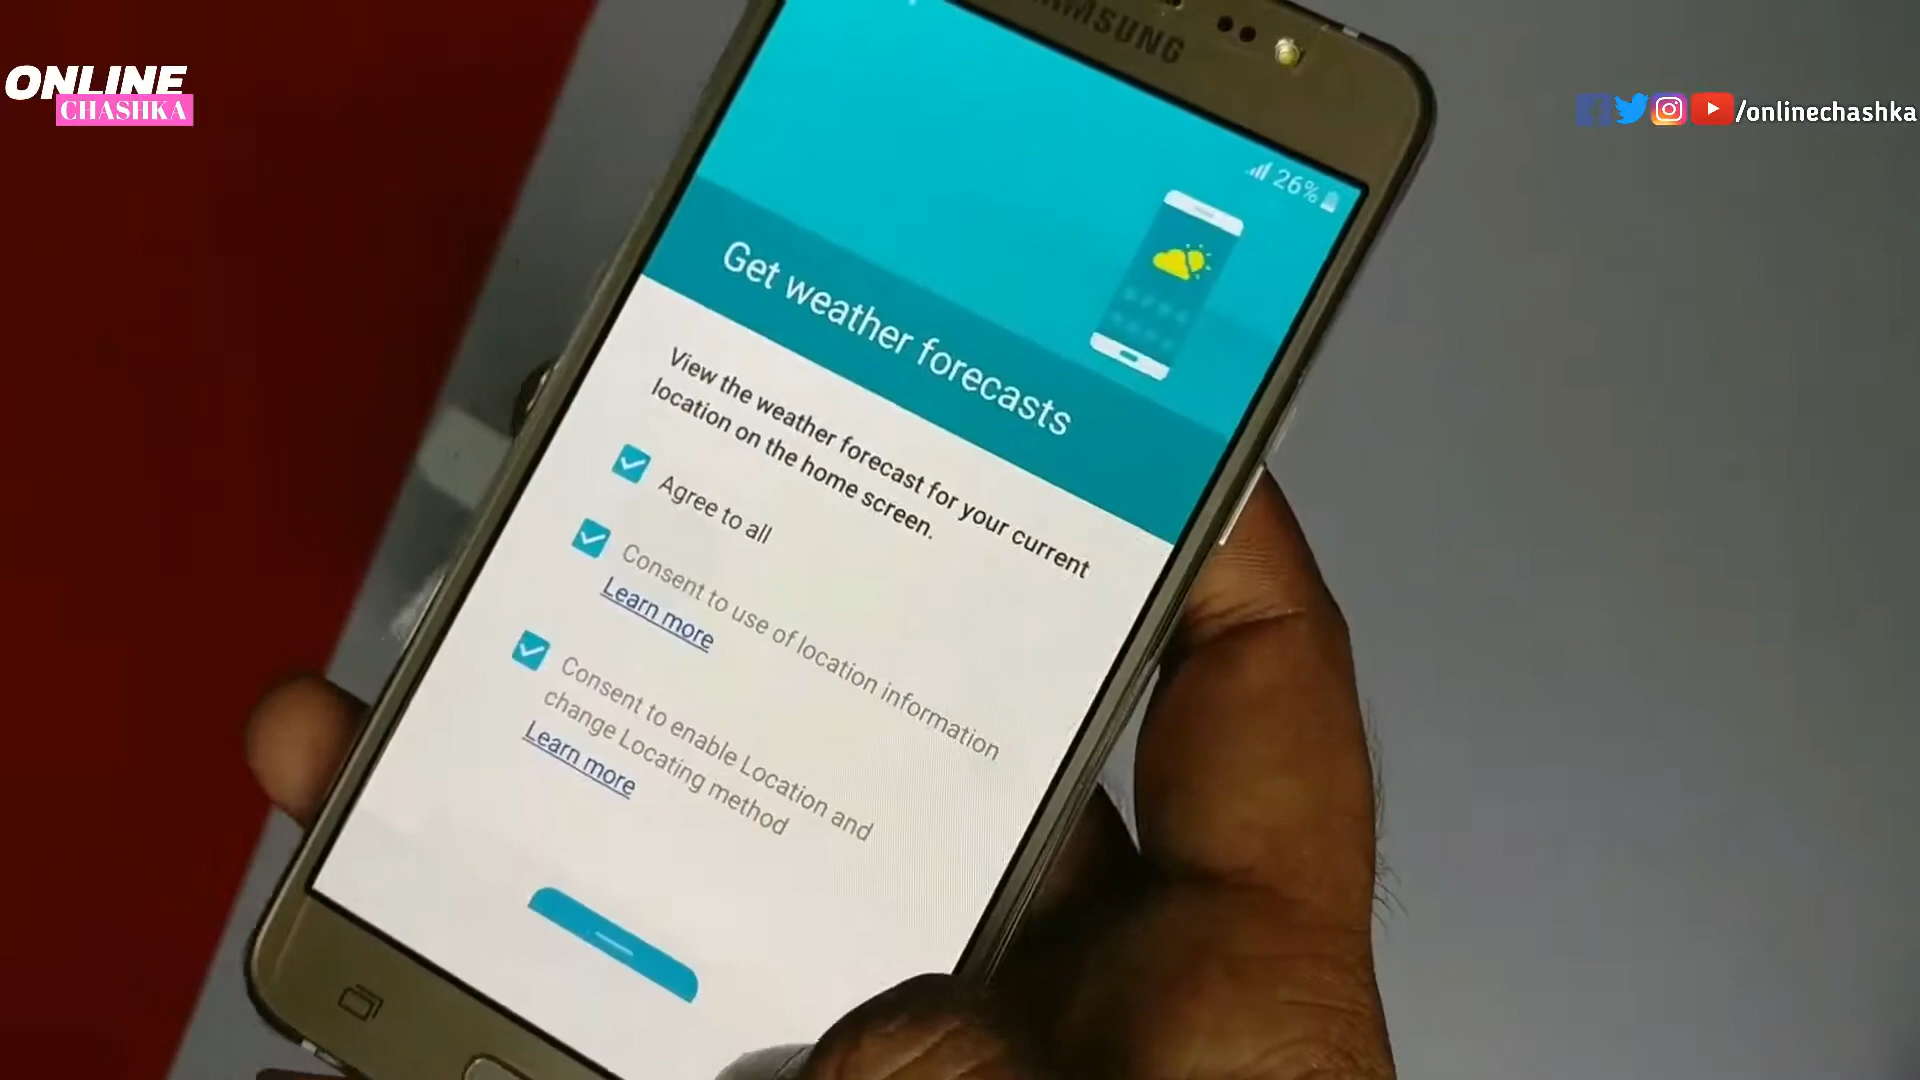 ONLINE
CHASHKA
/onlinechashka
SAMSUNG
26%
Get weather forecasts
View the weather forecast for your current
location on the home screen.
Agree to all
Consent to use of location information
Learn more
Consent to enable Location and
change Locating method
Learn more